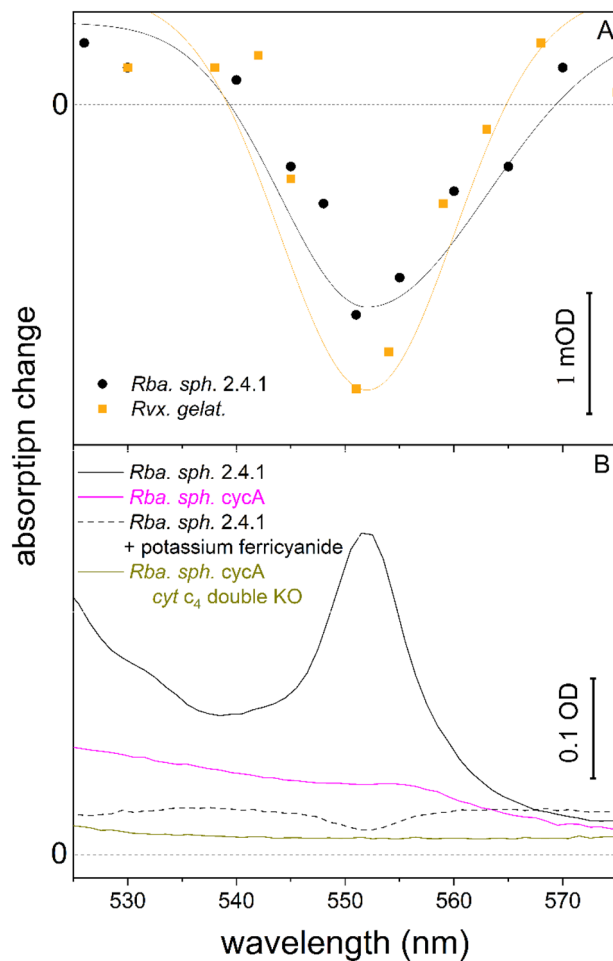 A
0
absorptipn change
1 mOD
Rba. sph. 2.4.1
Rvx. gelat.
B
Rba. sph. 2.4.1
Rba. sph. cycA
Rba. sph. 2.4.1
+ potassium ferricyanide
Rba. sph. cycA
cyt c₄ double KO
0.1 OD
0
530 540 550 560 570
wavelength (nm)